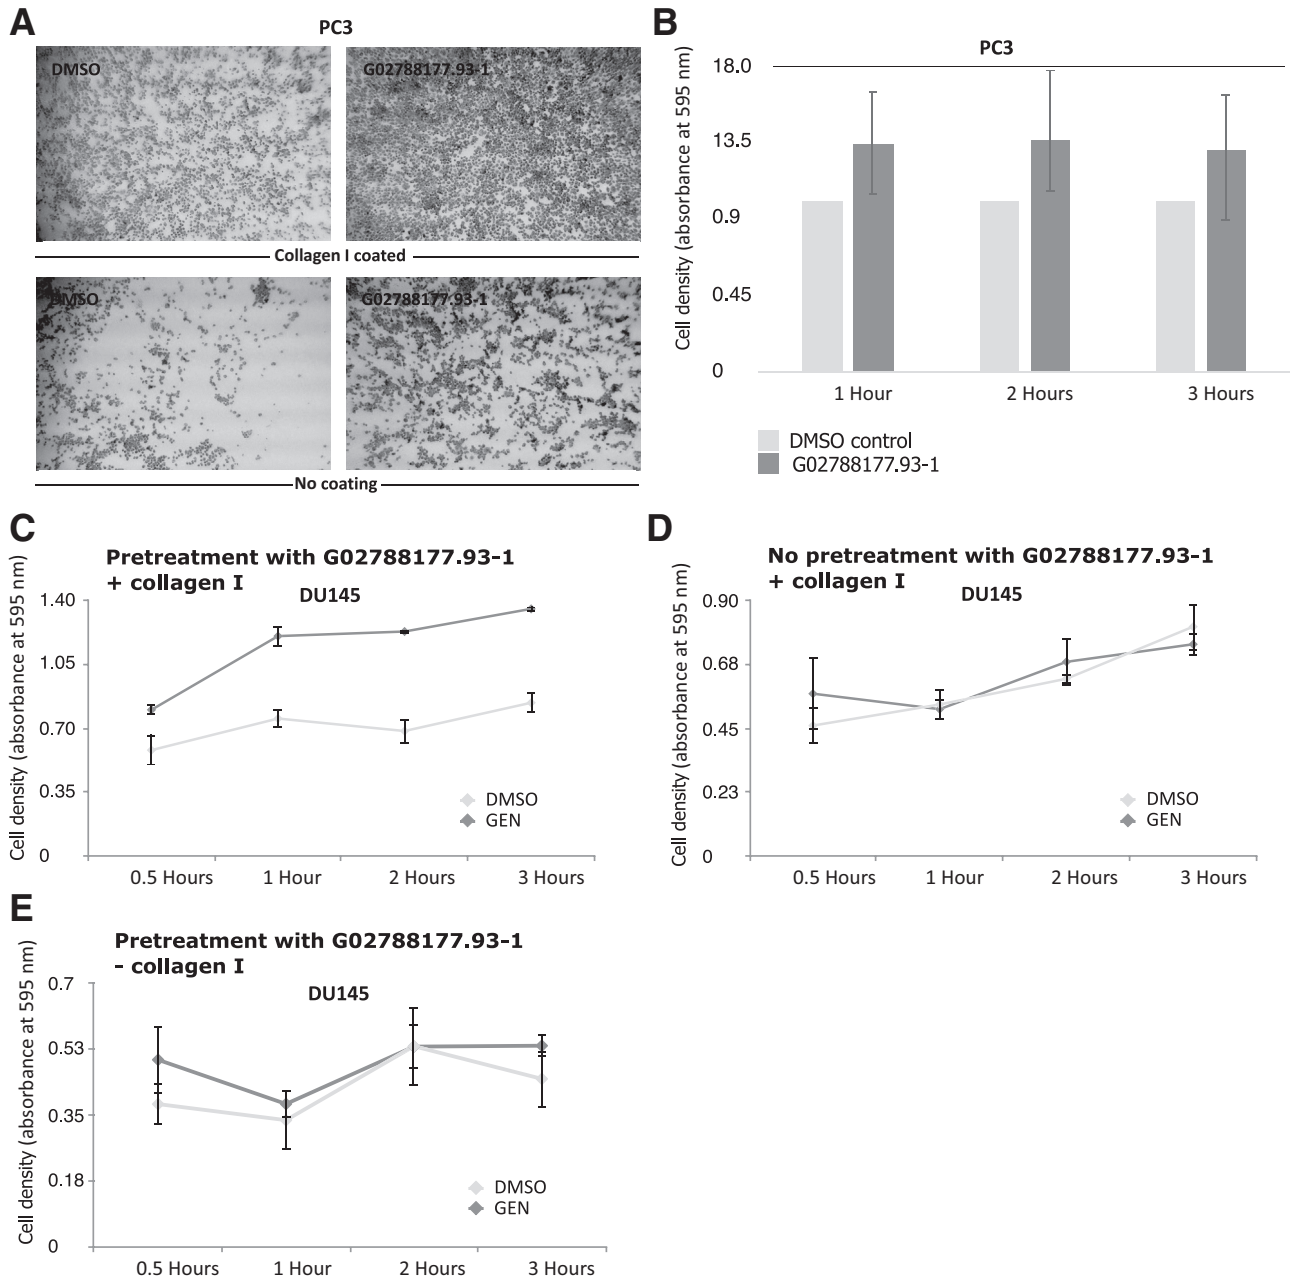 A
PC3
DMSO
G02788177.93-1
Collagen I coated
DMSO
G02788177.93-1
No coating
B
PC3
Cell density (absorbance at 595 nm)
18.0
13.5
0.9
0.45
0
1 Hour
2 Hours
3 Hours
DMSO control
G02788177.93-1
C
Pretreatment with G02788177.93-1
+ collagen I
DU145
Cell density (absorbance at 595 nm)
1.40
1.05
0.70
0.35
0
DMSO
GEN
0.5 Hours
1 Hour
2 Hours
3 Hours
D
No pretreatment with G02788177.93-1
+ collagen I
DU145
Cell density (absorbance at 595 nm)
0.90
0.68
0.45
0.23
0
DMSO
GEN
0.5 Hours
1 Hour
2 Hours
3 Hours
E
Pretreatment with G02788177.93-1
- collagen I
DU145
Cell density (absorbance at 595 nm)
0.7
0.53
0.35
0.18
0
DMSO
GEN
0.5 Hours
1 Hour
2 Hours
3 Hours